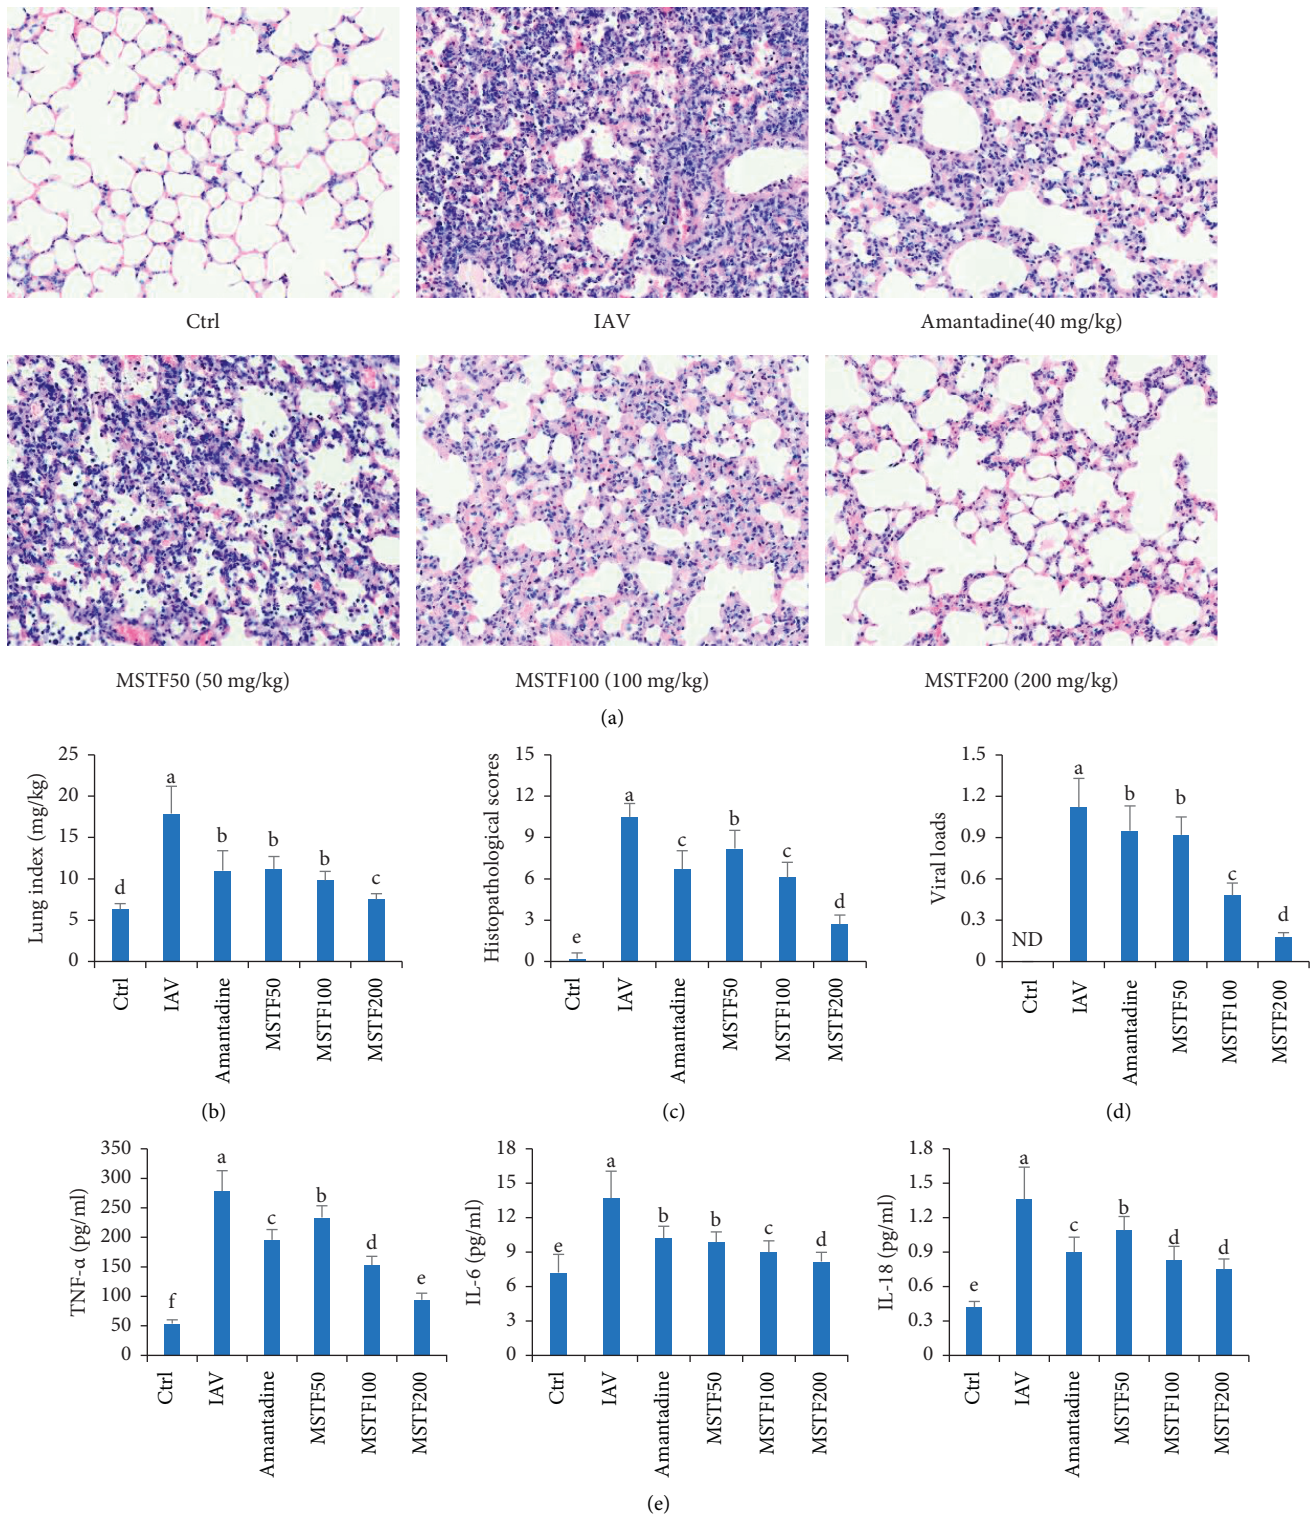 Ctrl
IAV
Amantadine(40 mg/kg)
MSTF50 (50 mg/kg)
MSTF100 (100 mg/kg)
MSTF200 (200 mg/kg)
(a)
Lung index (mg/kg)
25
20
15
10
5
0
d
a
b
b
b
c
Ctrl
IAV
Amantadine
MSTF50
MSTF100
MSTF200
(b)
Histopathological scores
15
12
9
6
3
0
e
a
c
b
c
d
Ctrl
IAV
Amantadine
MSTF50
MSTF100
MSTF200
(c)
Viral loads
1.5
1.2
0.9
0.6
0.3
0
ND
a
b
b
c
d
Ctrl
IAV
Amantadine
MSTF50
MSTF100
MSTF200
(d)
TNF-α (pg/ml)
350
300
250
200
150
100
50
0
f
a
c
b
d
e
Ctrl
IAV
Amantadine
MSTF50
MSTF100
MSTF200
IL-6 (pg/ml)
18
15
12
9
6
3
0
e
a
b
b
c
d
Ctrl
IAV
Amantadine
MSTF50
MSTF100
MSTF200
IL-18 (pg/ml)
1.8
1.5
1.2
0.9
0.6
0.3
0
e
a
c
b
d
d
Ctrl
IAV
Amantadine
MSTF50
MSTF100
MSTF200
(e)